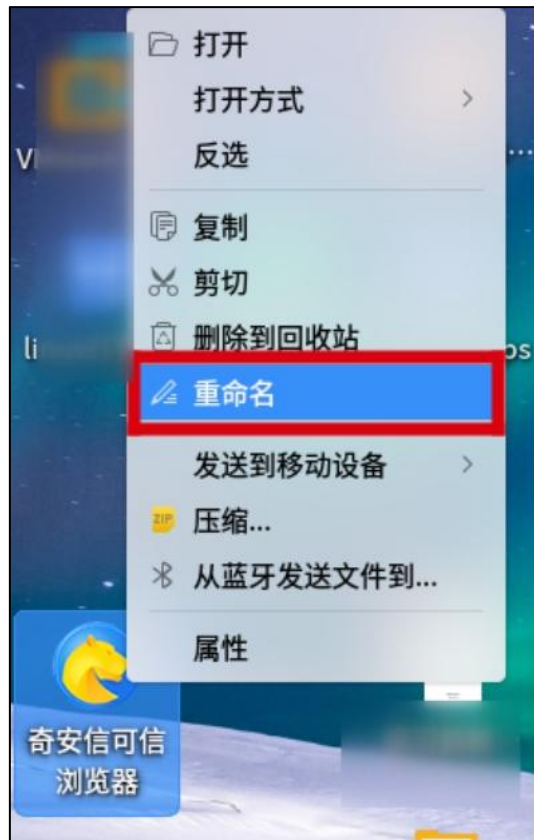 打开
打开方式
反选
复制
剪切
删除到回收站
重命名
发送到移动设备
ZIP
压缩...
从蓝牙发送文件到...
属性
奇安信可信
浏览器